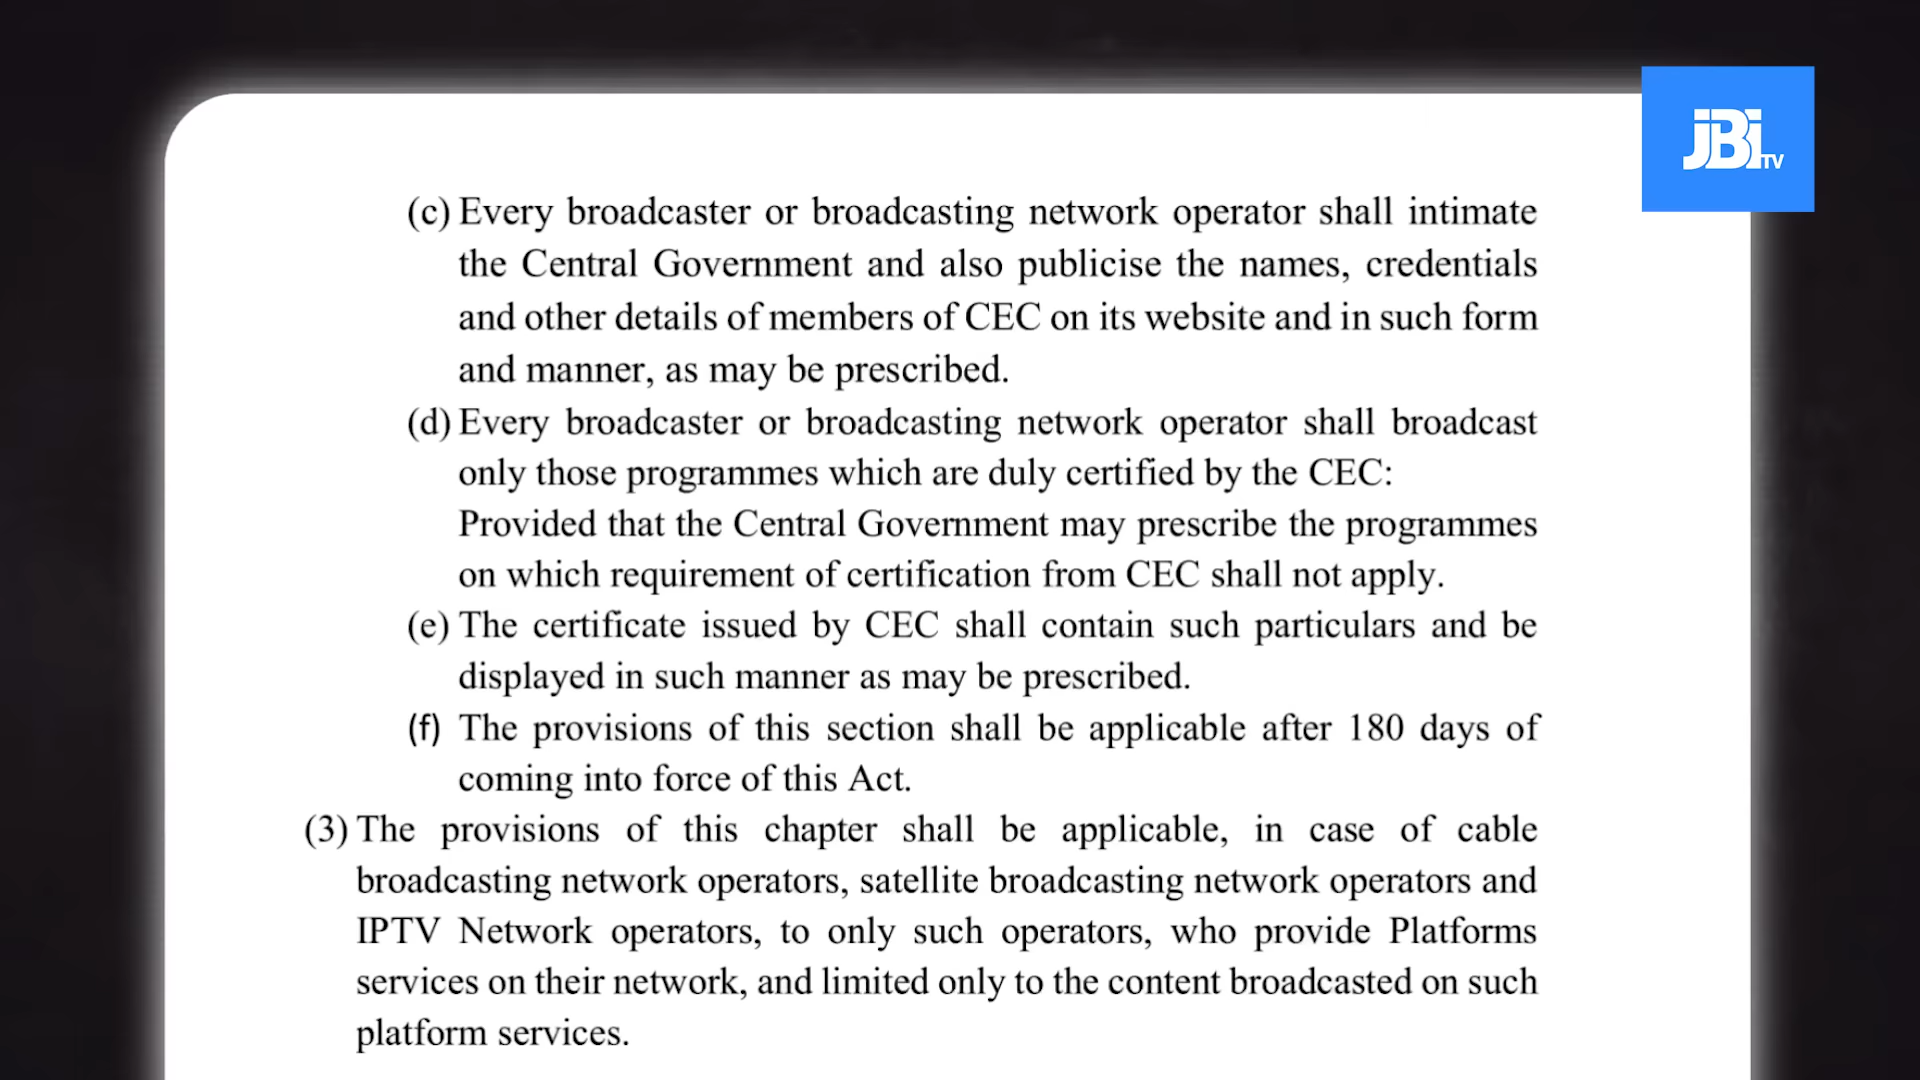 JBi TV
(c) Every broadcaster or broadcasting network operator shall intimate
the Central Government and also publicise the names, credentials
and other details of members of CEC on its website and in such form
and manner, as may be prescribed.
(d) Every broadcaster or broadcasting network operator shall broadcast
only those programmes which are duly certified by the CEC:
Provided that the Central Government may prescribe the programmes
on which requirement of certification from CEC shall not apply.
(e) The certificate issued by CEC shall contain such particulars and be
displayed in such manner as may be prescribed.
(f) The provisions of this section shall be applicable after 180 days of
coming into force of this Act.
(3) The provisions of this chapter shall be applicable, in case of cable
broadcasting network operators, satellite broadcasting network operators and
IPTV Network operators, to only such operators, who provide Platforms
services on their network, and limited only to the content broadcasted on such
platform services.